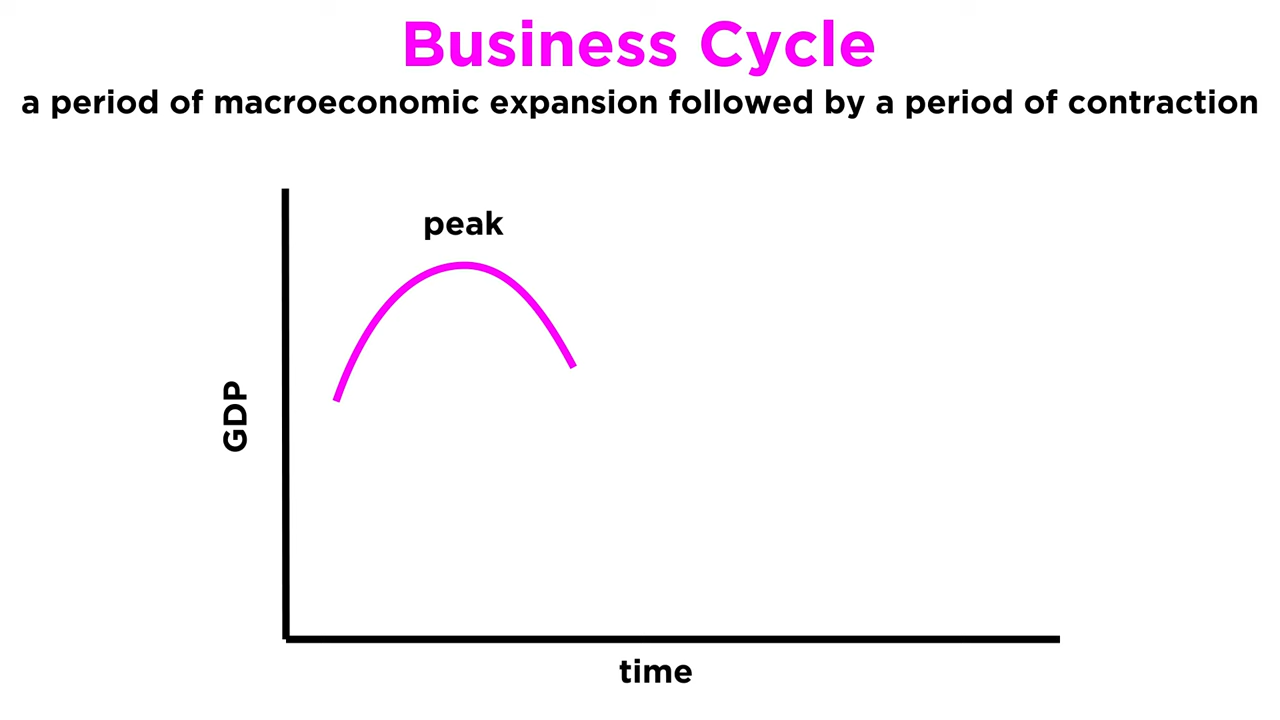 Business Cycle
a period of macroeconomic expansion followed by a period of contraction
peak
GDP
time